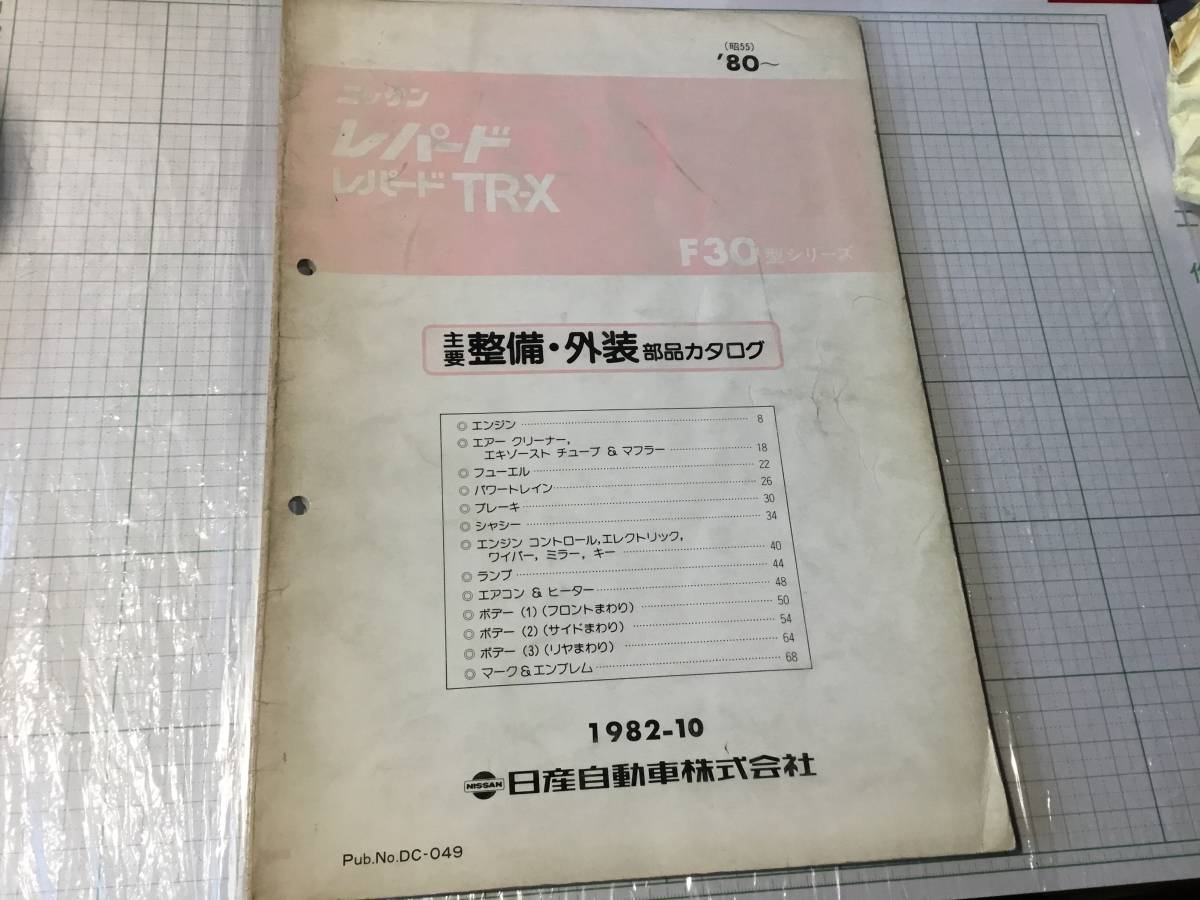 (昭55)
'80~
ニッサン
レパード
レパード TR-X
F30型シリーズ
主要 整備・外装 部品カタログ
◎ エンジン 8
◎ エアー クリーナー,
エキゾースト チューブ & マフラー 18
◎ フューエル 22
◎ パワートレイン 26
◎ ブレーキ 30
◎ シャシー 34
◎ エンジン コントロール,エレクトリック,
ワイパー, ミラー, キー 40
◎ ランプ 44
◎ エアコン & ヒーター 48
◎ ボデー (1) (フロントまわり) 50
◎ ボデー (2) (サイドまわり) 54
◎ ボデー (3) (リヤまわり) 64
◎ マーク&エンブレム 68
1982-10
NISSAN 日産自動車株式会社
Pub.No.DC-049